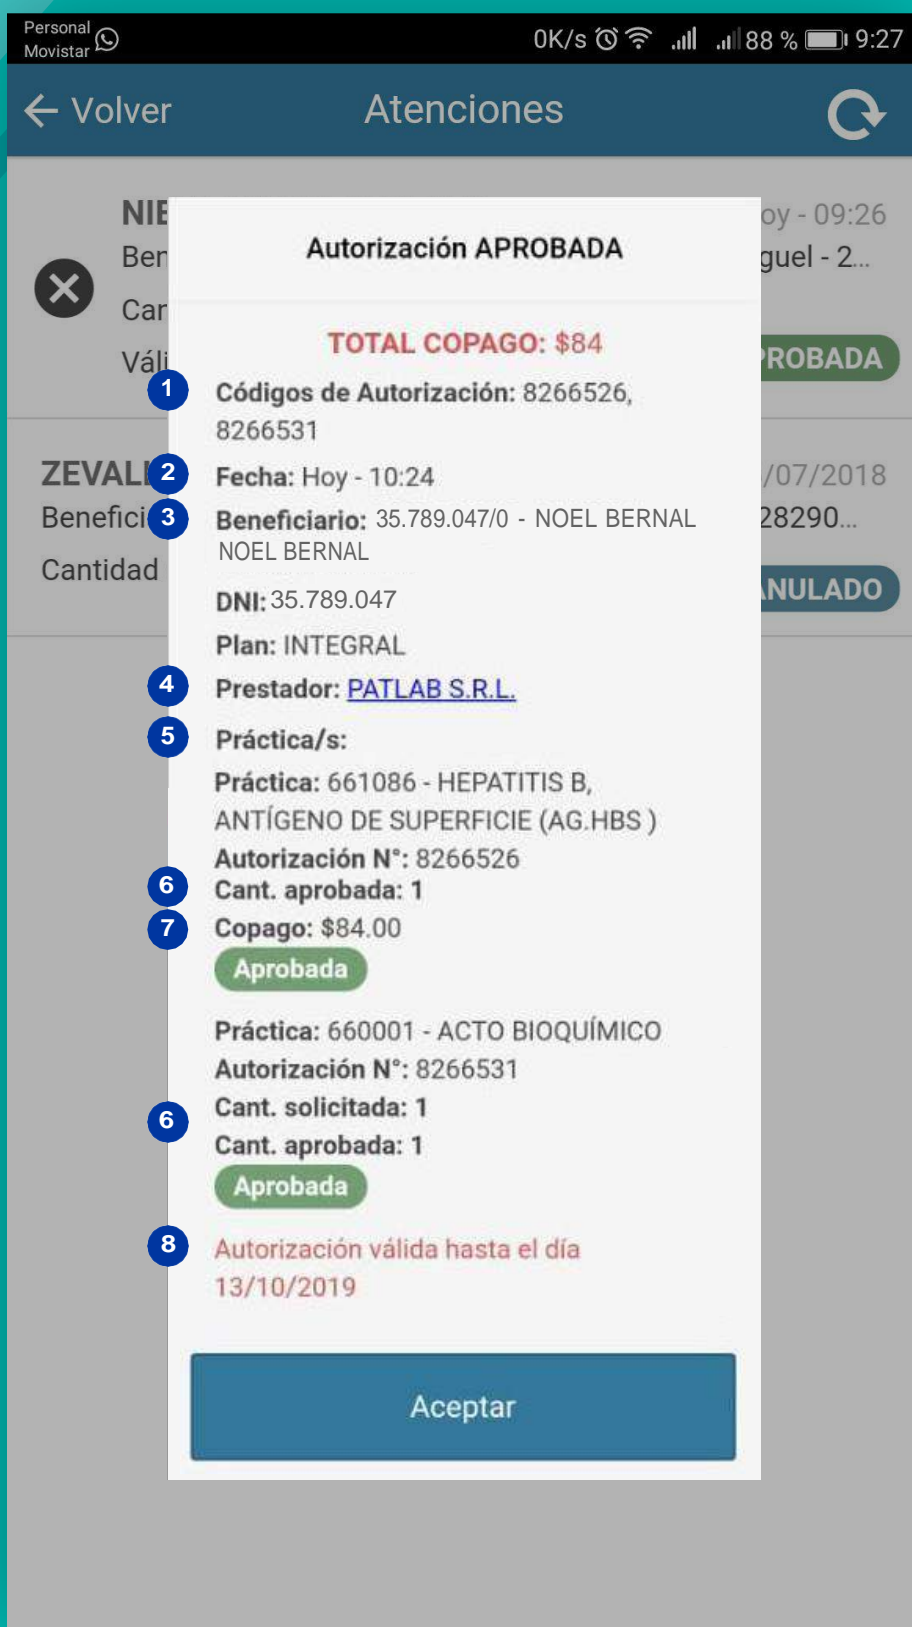 Personal
Movistar
0K/s 88 % 9:27
Volver Atenciones
NIE oy - 09:26
Ben guel - 2...
Can
Váli PROBADA
ZEVALL /07/2018
Benefici 28290...
Cantidad ANULADO
Autorización APROBADA
TOTAL COPAGO: $84
1 Códigos de Autorización: 8266526,
8266531
2 Fecha: Hoy - 10:24
3 Beneficiario: 35.789.047/0 - NOEL BERNAL
NOEL BERNAL
DNI: 35.789.047
Plan: INTEGRAL
4 Prestador: PATLAB S.R.L.
5 Práctica/s:
Práctica: 661086 - HEPATITIS B,
ANTÍGENO DE SUPERFICIE (AG.HBS )
Autorización N°: 8266526
6 Cant. aprobada: 1
7 Copago: $84.00
Aprobada
Práctica: 660001 - ACTO BIOQUÍMICO
Autorización N°: 8266531
6 Cant. solicitada: 1
Cant. aprobada: 1
Aprobada
8 Autorización válida hasta el día
13/10/2019
Aceptar